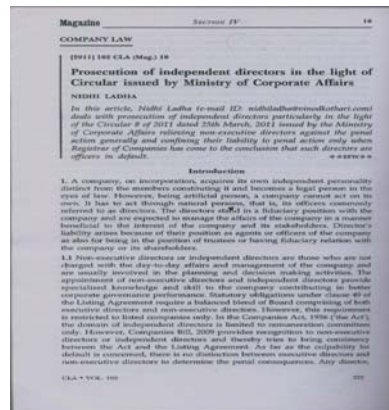 Magazine SECTION IV 19
COMPANY LAW
[2011] 102 CLA (Mag.) 19
Prosecution of independent directors in the light of
Circular issued by Ministry of Corporate Affairs
NIDHI LADHA
In this article, Nidhi Ladha (e-mail ID: nidhiladha@vinodkothari.com)
deals with prosecution of independent directors particularly in the light
of the Circular 8 of 2011 dated 25th March, 2011 issued by the Ministry
of Corporate Affairs relieving non-executive directors against the penal
action generally and confining their liability to penal action only when
Registrar of Companies has come to the conclusion that such directors are
officers in default.
Introduction
1. A company, on incorporation, acquires its own independent personality
distinct from the members constituting it and becomes a legal person in the
eyes of law. However, being artificial person, a company cannot act on its
own. It has to act through natural persons, that is, its officers commonly
referred to as directors. The directors stand in a fiduciary position with the
company and are expected to manage the affairs of the company in a manner
beneficial to the interest of the company and its stakeholders. Director's
liability arises because of their position as agents or officers of the company
as also for being in the position of trustees or having fiduciary relation with
the company or its shareholders.
1.1 Non-executive directors or independent directors are those who are not
charged with the day-to-day affairs and management of the company and
are usually involved in the planning and decision making activities. The
appointment of non-executive directors and independent directors provide
specialized knowledge and skill to the company contributing in better
corporate governance performance. Statutory obligations under clause 49 of
the Listing Agreement require a balanced blend of Board comprising of both
executive directors and non-executive directors. However, this requirement
is restricted to listed companies only. In the Companies Act, 1956 ('the Act'),
the domain of independent directors is limited to remuneration committees
only. However, Companies Bill, 2009 provides recognition to non-executive
directors or independent directors and thereby tries to bring consistency
between the Act and the Listing Agreement. As far as the culpability for
default is concerned, there is no distinction between executive directors and
non-executive directors to determine the penal consequences. Any director,
CLA • VOL. 102